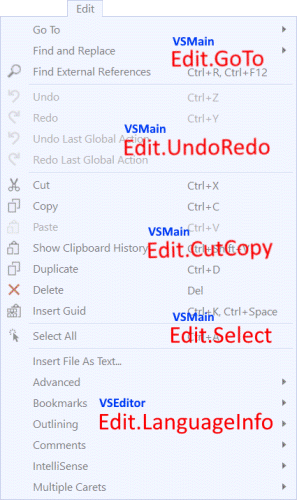 Edit
Go To
Find and Replace VSMain
Edit.GoTo
Find External References Ctrl+R, Ctrl+F12
Undo Ctrl+Z
Redo Ctrl+Y
VSMain
Undo Last Global Action
Edit.UndoRedo
Redo Last Global Action
Cut Ctrl+X
Copy Ctrl+C
Paste VSMain Ctrl+V
Show Clipboard History Ctrl+Shift+V
Edit.CutCopy
Duplicate Ctrl+D
Delete Del
Insert Guid Ctrl+K, Ctrl+Space
VSMain
Select All Ctrl+A
Edit.Select
Insert File As Text...
Advanced
Bookmarks VSEditor
Outlining Edit.LanguageInfo
Comments
IntelliSense
Multiple Carets